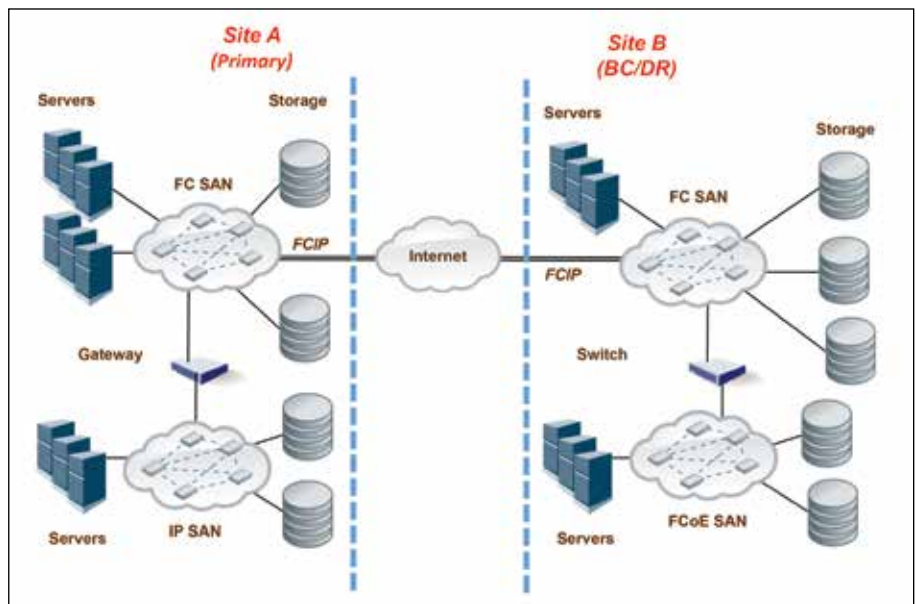 Site A
(Primary)
Site B
(BC/DR)
Servers
Storage
Servers
Storage
FC SAN
FC SAN
FCIP
Internet
FCIP
Gateway
Switch
Servers
IP SAN
Servers
FCoE SAN